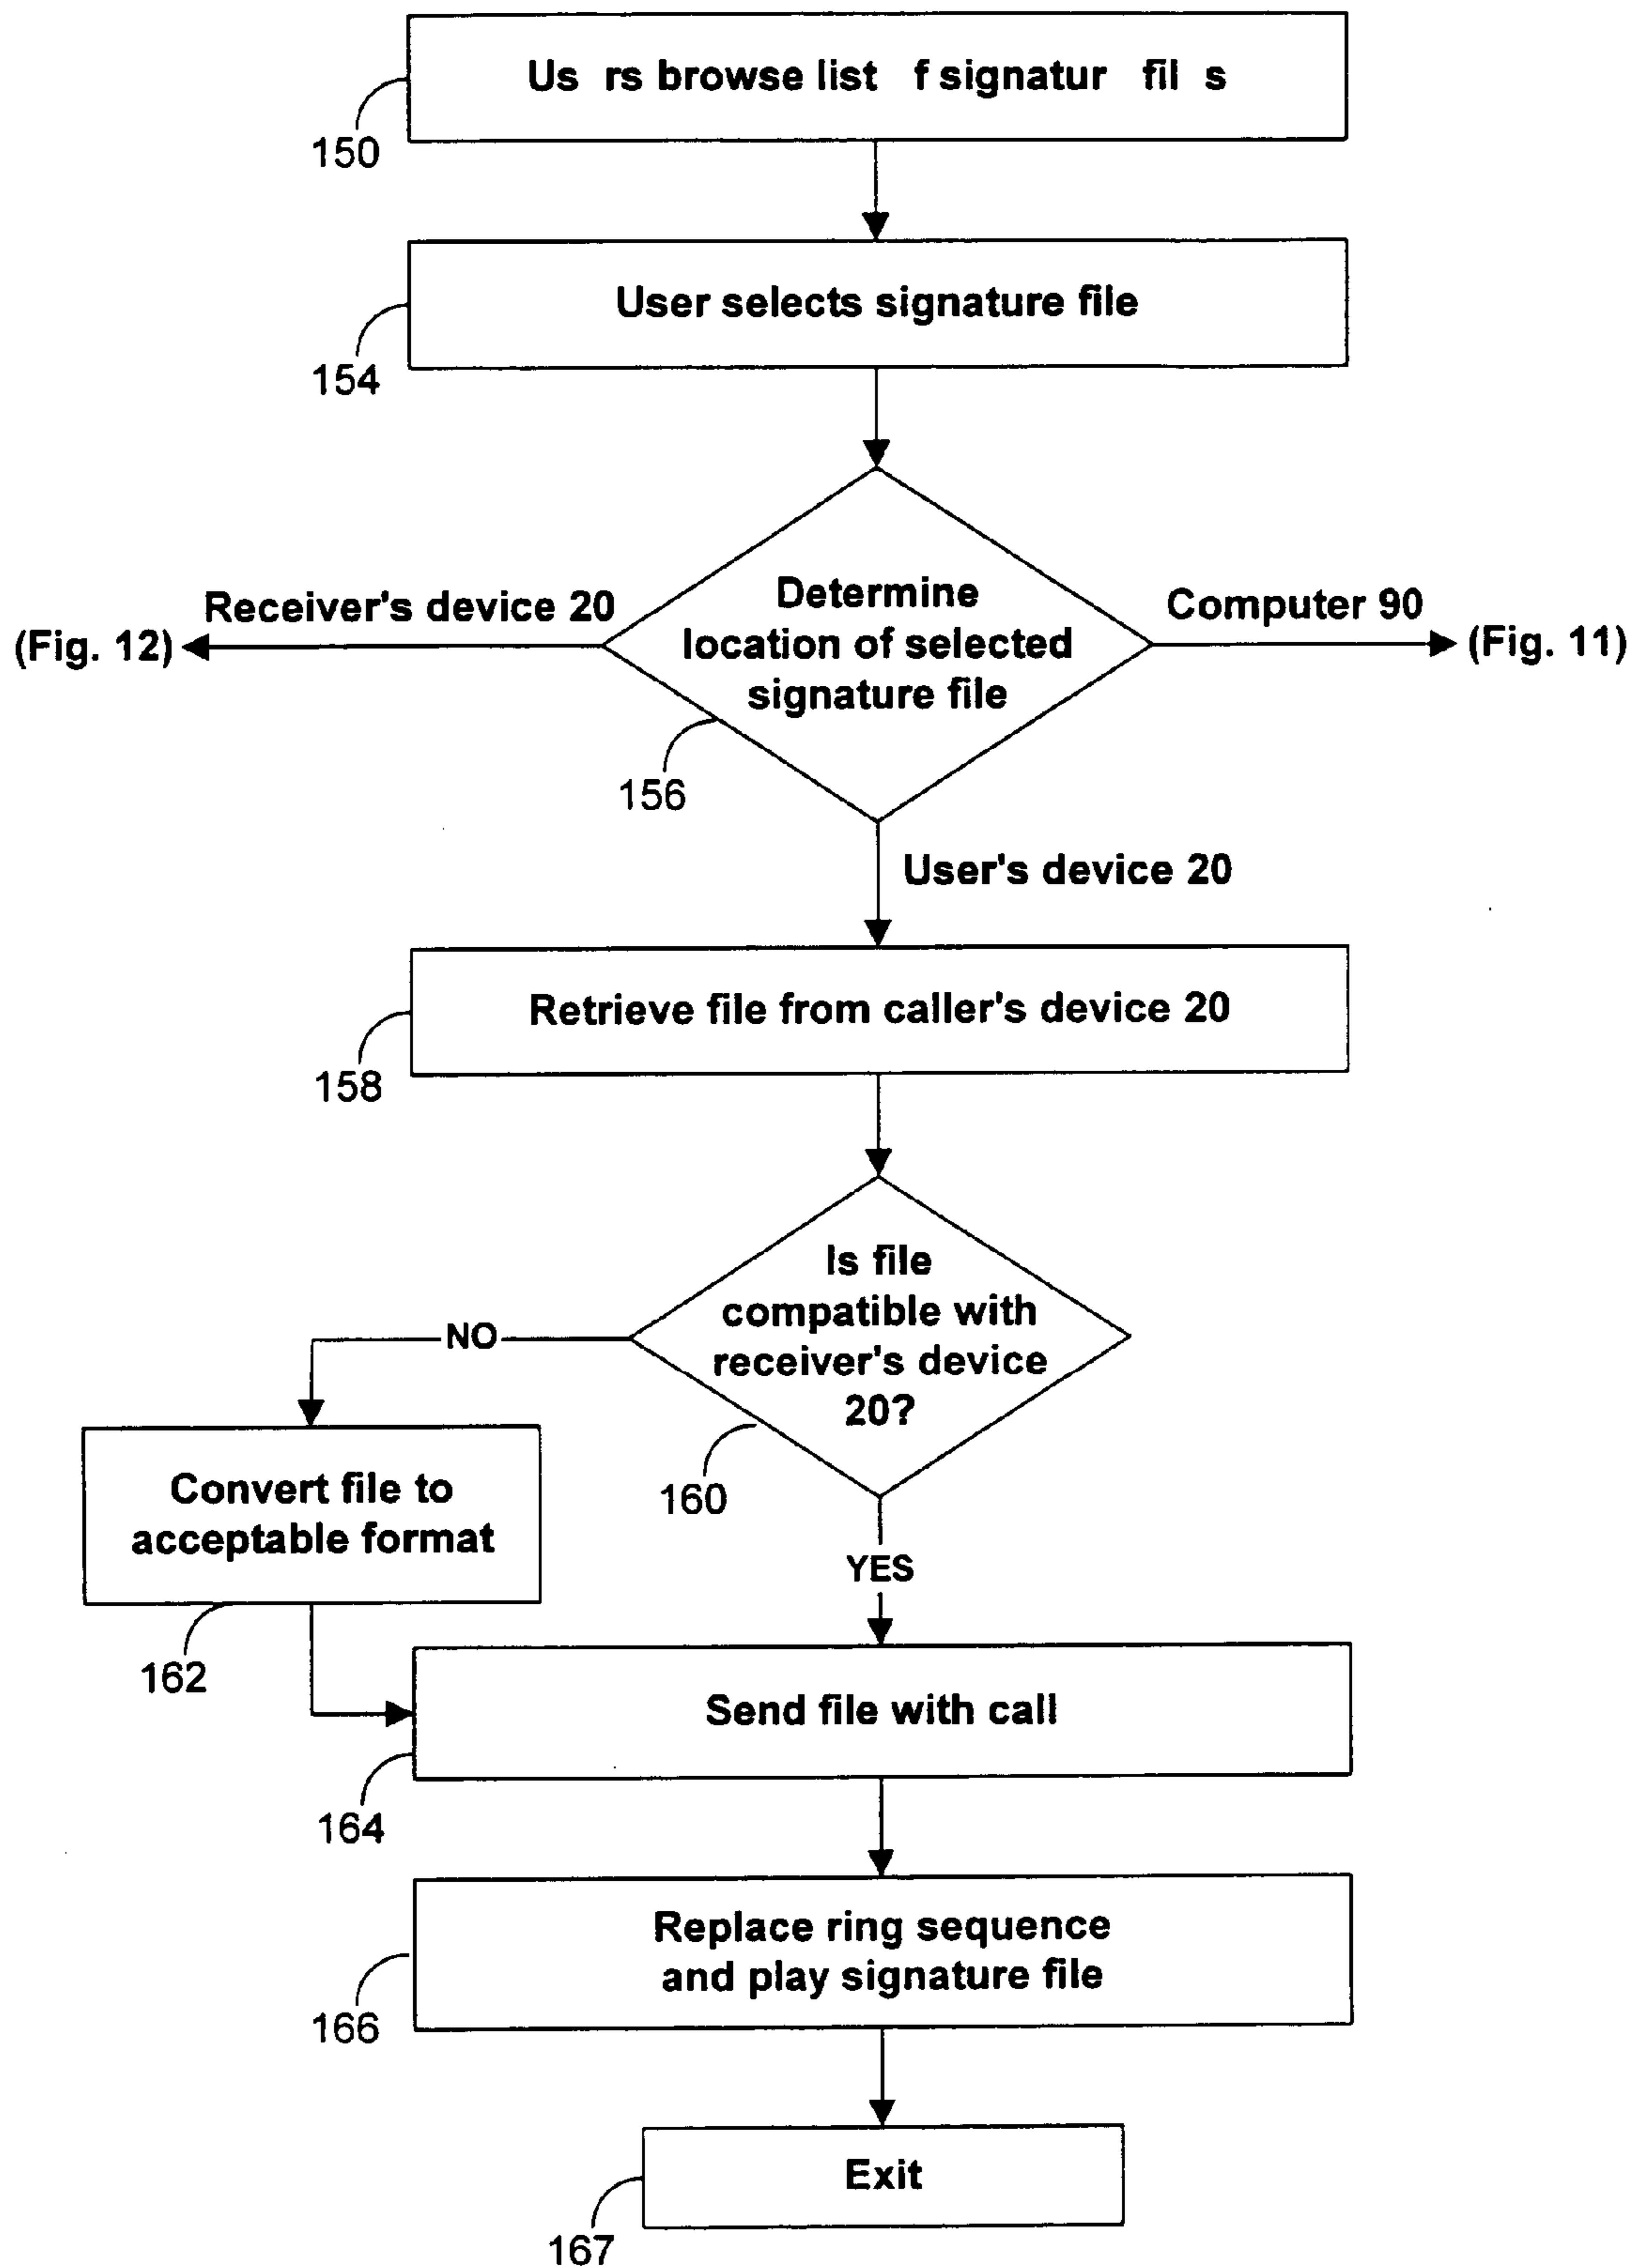 Us rs browse list f signatur fil s
150
User selects signature file
154
Determine
location of selected
signature file
Receiver's device 20
(Fig. 12)
Computer 90
(Fig. 11)
156
User's device 20
Retrieve file from caller's device 20
158
Is file
compatible with
receiver's device
20?
NO
160
Convert file to
acceptable format
YES
162
Send file with call
164
Replace ring sequence
and play signature file
166
Exit
167